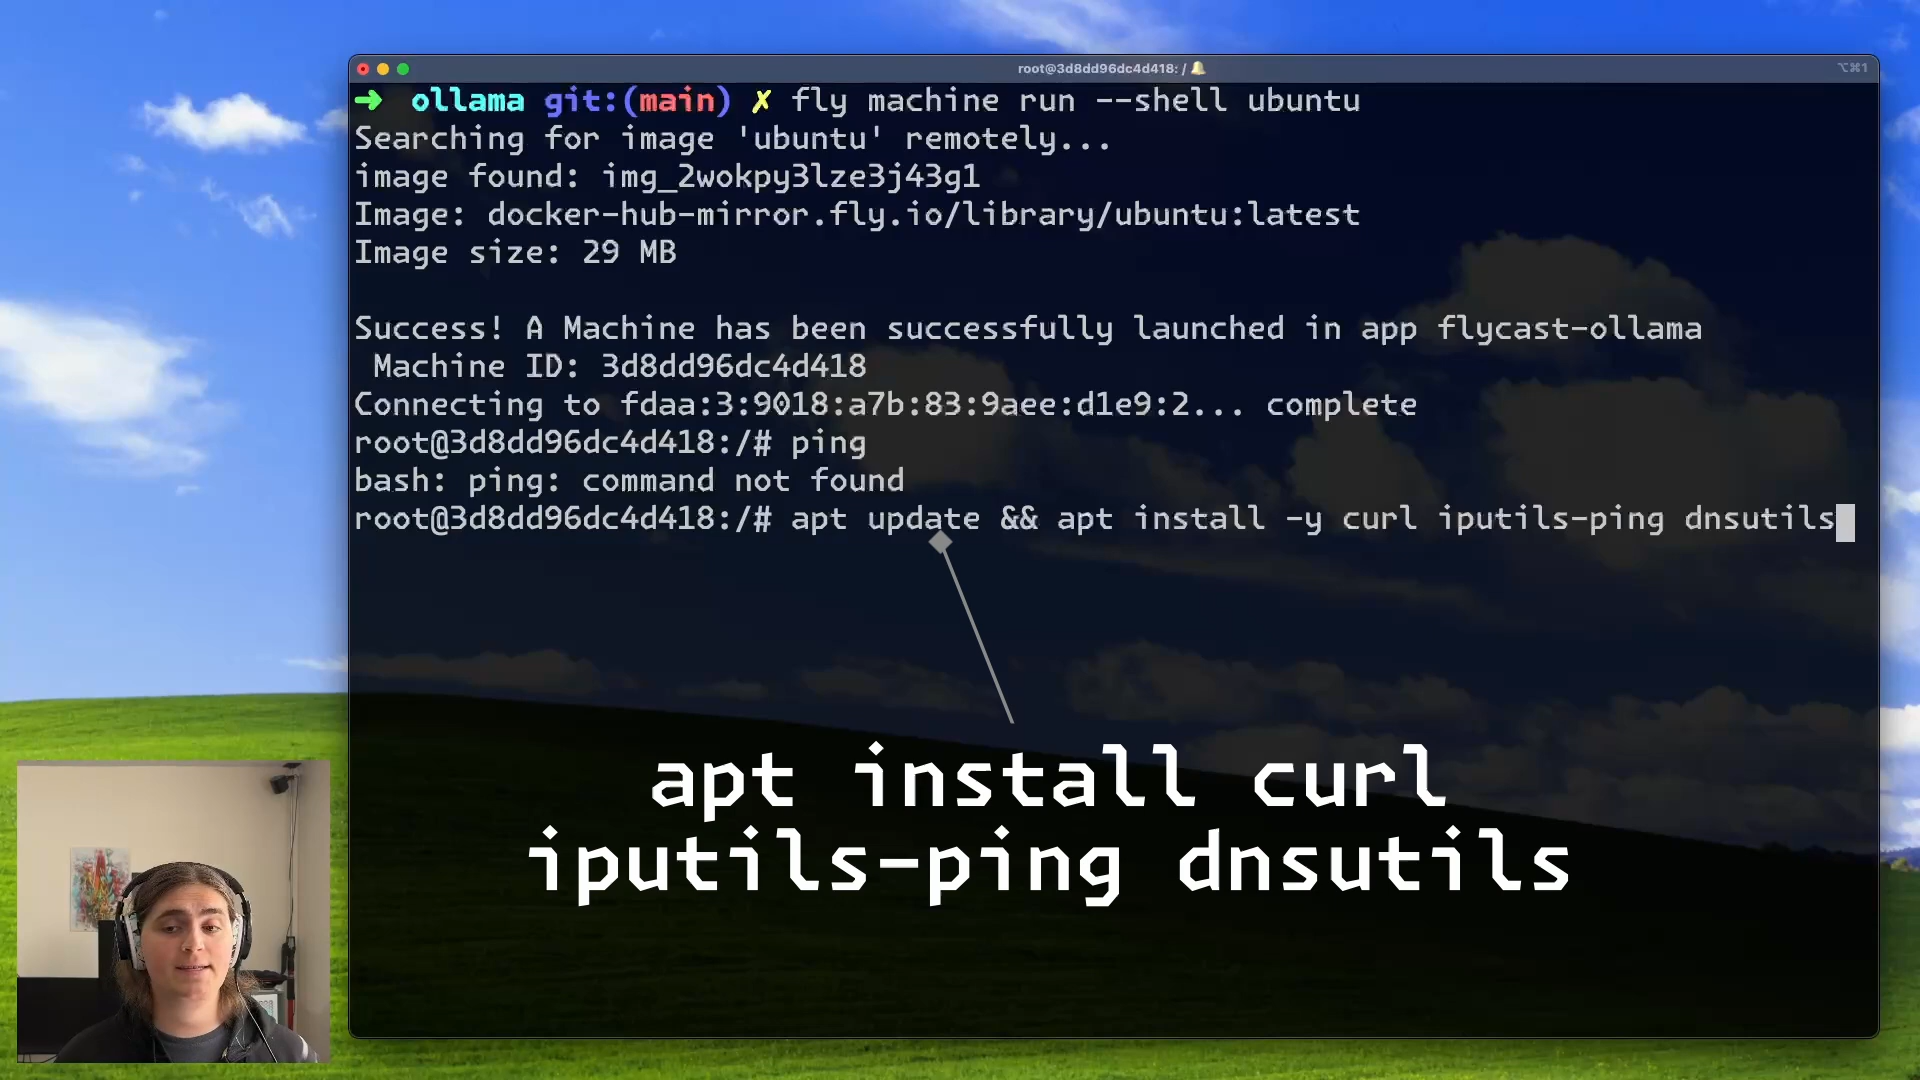 root@3d8dd96dc4d418: / 🔔
⌥⌘1
➜ ollama git:(main) ✗ fly machine run --shell ubuntu
Searching for image 'ubuntu' remotely...
image found: img_2wokpy3lze3j43g1
Image: docker-hub-mirror.fly.io/library/ubuntu:latest
Image size: 29 MB
Success! A Machine has been successfully launched in app flycast-ollama
Machine ID: 3d8dd96dc4d418
Connecting to fdaa:3:9018:a7b:83:9aee:d1e9:2... complete
root@3d8dd96dc4d418:/# ping
bash: ping: command not found
root@3d8dd96dc4d418:/# apt update && apt install -y curl iputils-ping dnsutils
apt install curl
iputils-ping dnsutils